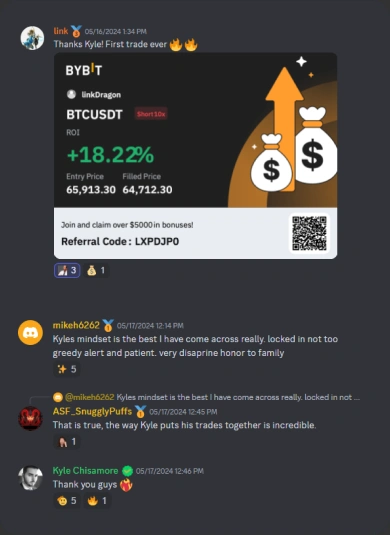 link 05/16/2024 1:34 PM
Thanks Kyle! First trade ever
BYBIT
linkDragon
BTCUSDT Short 10x
ROI
+18.22%
Entry Price Filled Price
65,913.30 64,712.30
$ $
Join and claim over $5000 in bonuses!
Referral Code: LXPDJP0
3 1
mikeh6262 05/17/2024 12:14 PM
Kyles mindset is the best I have come across really. locked in not too
greedy alert and patient. very disaprine honor to family
5
@mikeh6262 Kyles mindset is the best I have come across really. locked in not ...
ASF_SnugglyPuffs 05/17/2024 12:45 PM
That is true, the way Kyle puts his trades together is incredible.
1
Kyle Chisamore 05/17/2024 12:46 PM
Thank you guys
5 1